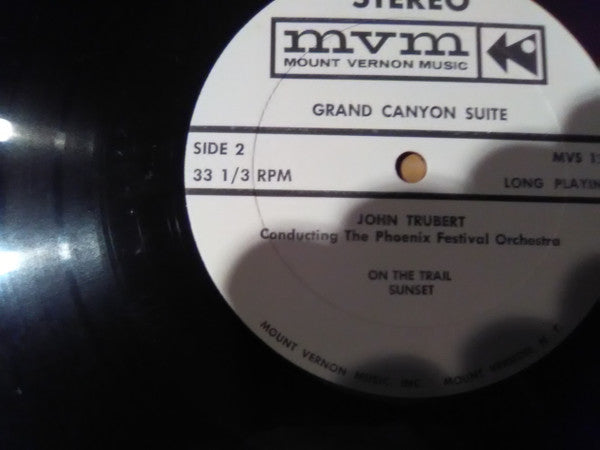 STEREO
mvm
MOUNT VERNON MUSIC
GRAND CANYON SUITE
SIDE 2
MVS
33 1/3 RPM
LONG PLAYIN
JOHN TRUBERT
Conducting The Phoenix Festival Orchestra
ON THE TRAIL
SUNSET
MOUNT VERNON MUSIC, INC. MOUNT VERNON, N. Y.